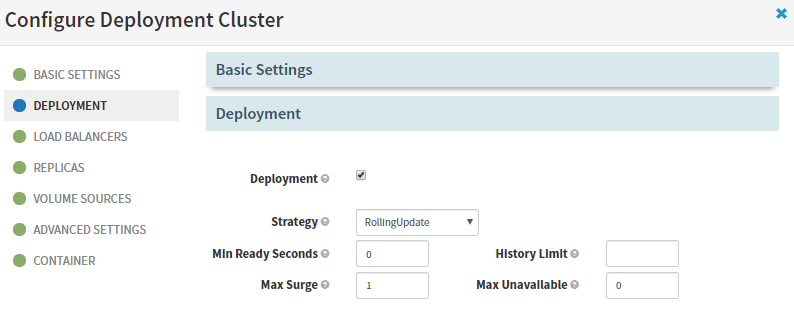 Configure Deployment Cluster
BASIC SETTINGS
DEPLOYMENT
LOAD BALANCERS
REPLICAS
VOLUME SOURCES
ADVANCED SETTINGS
CONTAINER
Basic Settings
Deployment
Deployment
Strategy RollingUpdate
Min Ready Seconds 0 History Limit
Max Surge 1 Max Unavailable 0